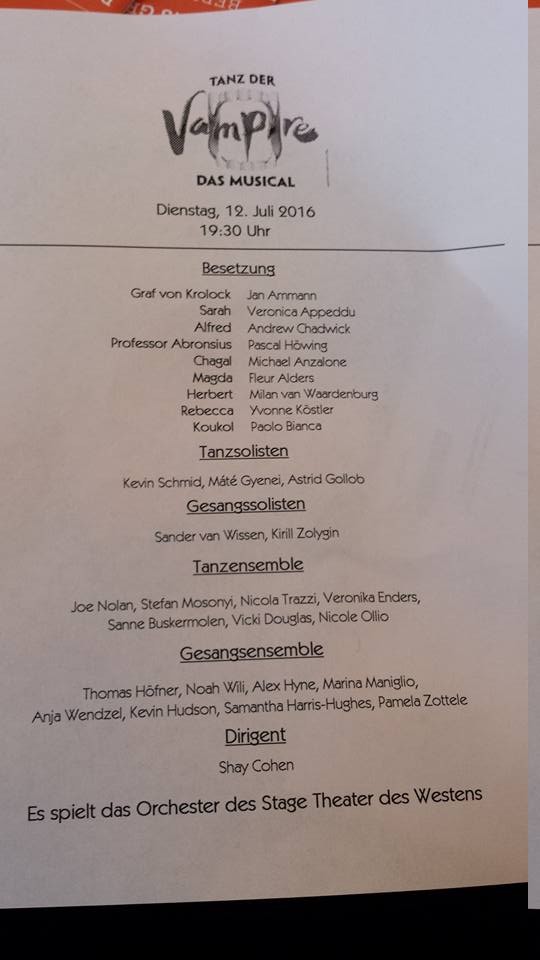 TANZ DER
Vampire
DAS MUSICAL
Dienstag, 12. Juli 2016
19:30 Uhr
Besetzung
Graf von Krolock Jan Ammann
Sarah Veronica Appeddu
Alfred Andrew Chadwick
Professor Abronsius Pascal Höwing
Chagal Michael Anzalone
Magda Fleur Alders
Herbert Milan van Waardenburg
Rebecca Yvonne Köstler
Koukol Paolo Bianca
Tanzsolisten
Kevin Schmid, Máté Gyenei, Astrid Gollob
Gesangssolisten
Sander van Wissen, Kirill Zolygin
Tanzensemble
Joe Nolan, Stefan Mosonyi, Nicola Trazzi, Veronika Enders,
Sanne Buskermolen, Vicki Douglas, Nicole Ollio
Gesangsensemble
Thomas Höfner, Noah Wili, Alex Hyne, Marina Maniglio,
Anja Wendzel, Kevin Hudson, Samantha Harris-Hughes, Pamela Zottele
Dirigent
Shay Cohen
Es spielt das Orchester des Stage Theater des Westens